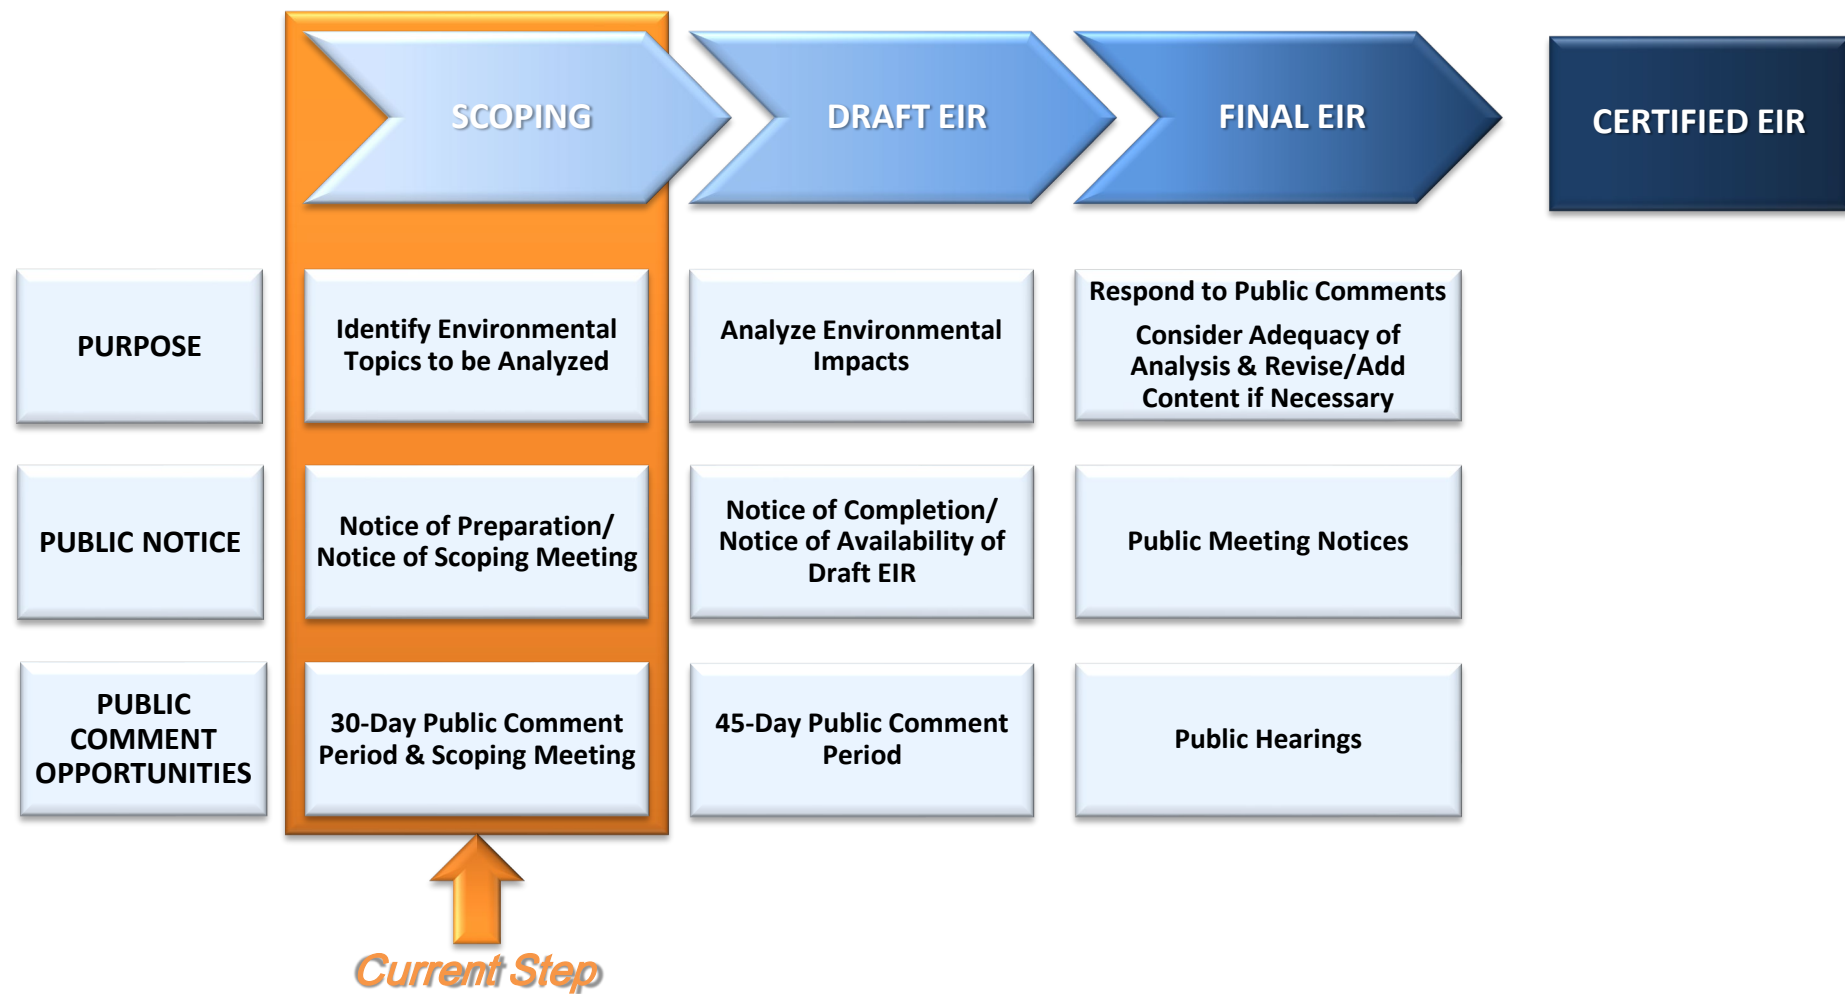 SCOPING
DRAFT EIR
FINAL EIR
CERTIFIED EIR
PURPOSE
Identify Environmental
Topics to be Analyzed
Analyze Environmental
Impacts
Respond to Public Comments
Consider Adequacy of
Analysis & Revise/Add
Content if Necessary
PUBLIC NOTICE
Notice of Preparation/
Notice of Scoping Meeting
Notice of Completion/
Notice of Availability of
Draft EIR
Public Meeting Notices
PUBLIC
COMMENT
OPPORTUNITIES
30-Day Public Comment
Period & Scoping Meeting
45-Day Public Comment
Period
Public Hearings
Current Step